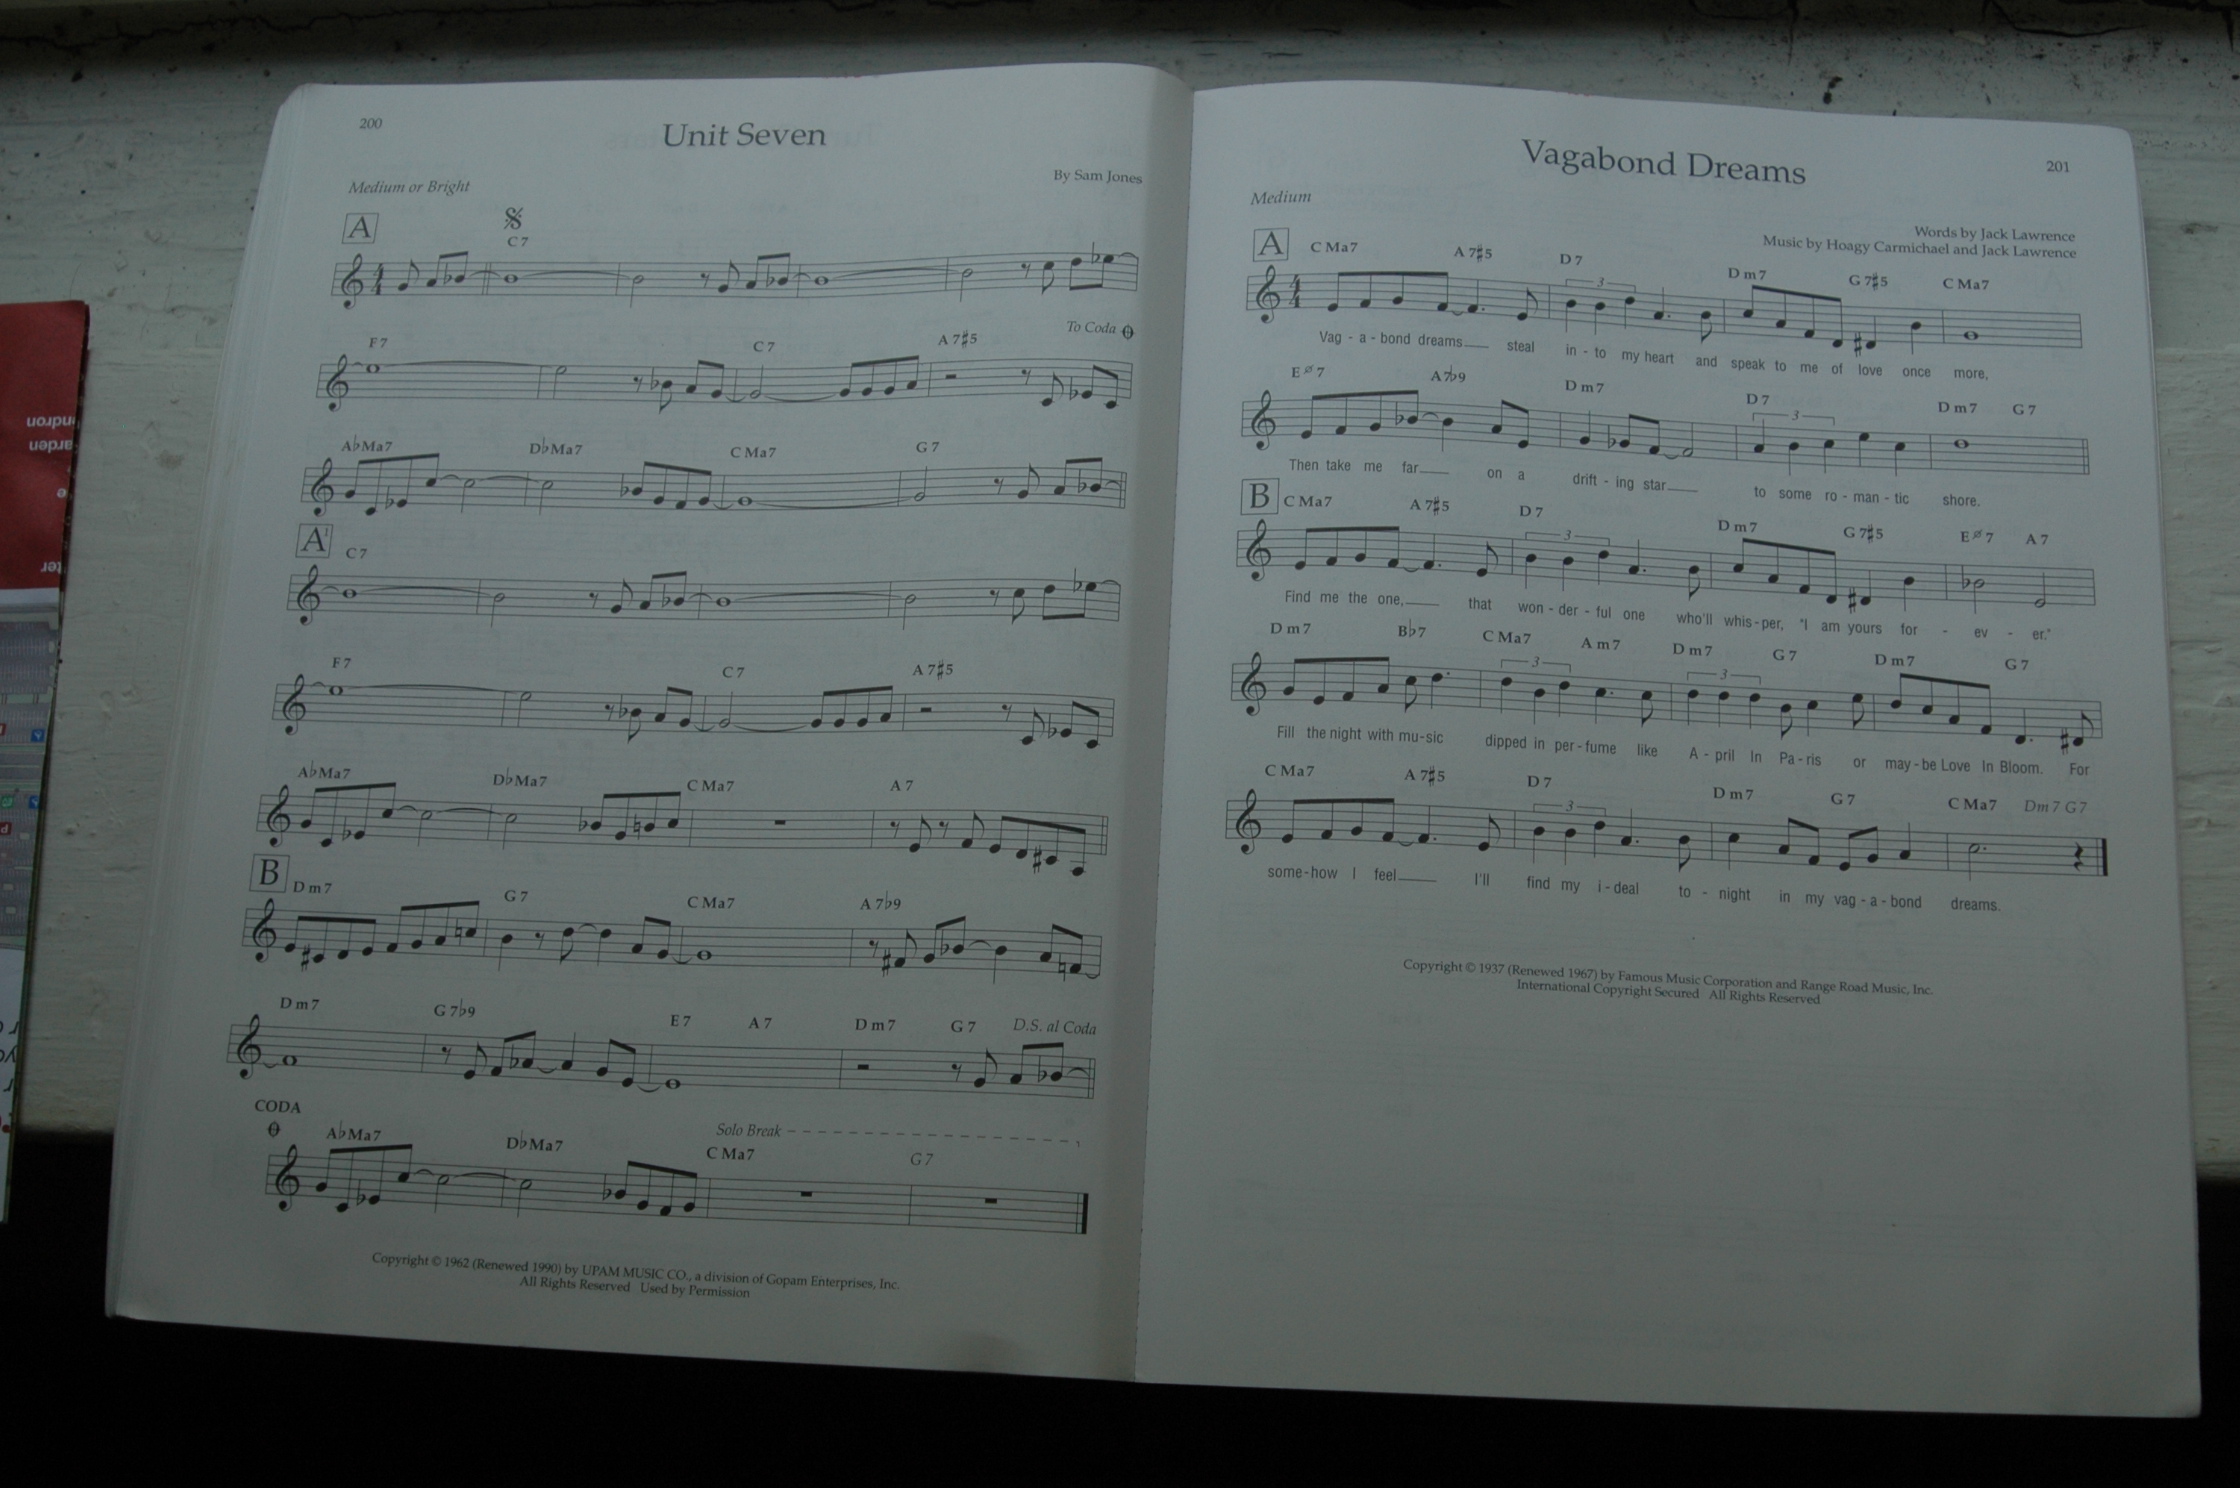 200
Unit Seven
By Sam Jones
Medium or Bright
A
C7
F7 C7 A7♯5 To Coda
A♭Ma7 D♭Ma7 CMa7 G7
A1 C7
F7 C7 A7♯5
A♭Ma7 D♭Ma7 CMa7 A7
B Dm7 G7 CMa7 A7♭9
Dm7 G7♭9 E7 A7 Dm7 G7 D.S. al Coda
CODA
Solo Break
A♭Ma7 D♭Ma7 CMa7 G7
Copyright © 1962 (Renewed 1990) by UPAM MUSIC CO., a division of Gopam Enterprises, Inc.
All Rights Reserved Used by Permission
Vagabond Dreams
201
Medium
Words by Jack Lawrence
Music by Hoagy Carmichael and Jack Lawrence
A CMa7 A7♯5 D7 Dm7 G7♯5 CMa7
3
Vag - a - bond dreams steal in - to my heart and speak to me of love once more,
Eø7 A7♭9 Dm7 D7 Dm7 G7
3
Then take me far on a drift - ing star to some ro - man - tic shore.
B CMa7 A7♯5 D7 Dm7 G7♯5 Eø7 A7
3
Find me the one, that won - der - ful one who'll whis - per, "I am yours for - ev - er."
Dm7 B♭7 CMa7 Am7 Dm7 G7 Dm7 G7
3 3
Fill the night with mu - sic dipped in per - fume like A - pril In Pa - ris or may - be Love In Bloom. For
CMa7 A7♯5 D7 Dm7 G7 CMa7 Dm7 G7
3
some - how I feel I'll find my i - deal to - night in my vag - a - bond dreams.
Copyright © 1937 (Renewed 1967) by Famous Music Corporation and Range Road Music, Inc.
International Copyright Secured All Rights Reserved